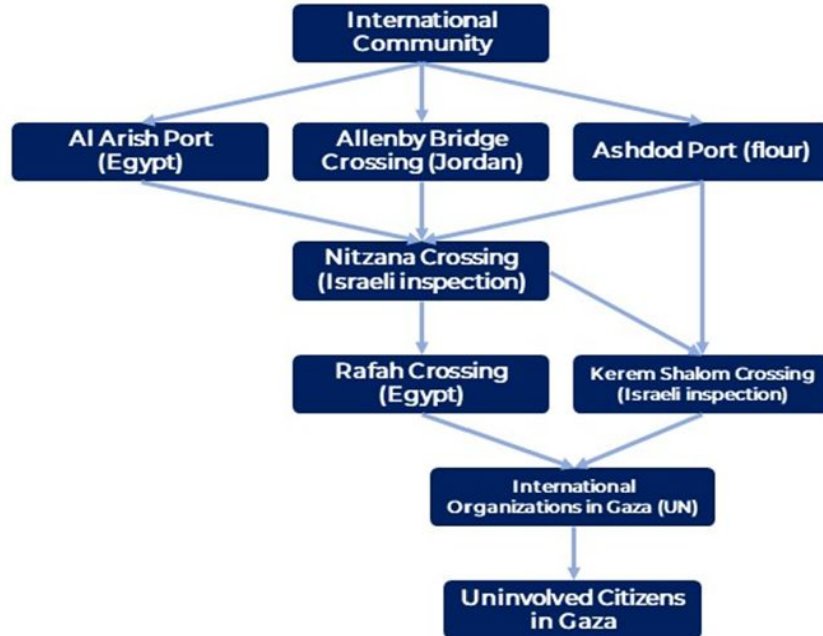 International
Community
Al Arish Port
(Egypt)
Allenby Bridge
Crossing (Jordan)
Ashdod Port (flour)
Nitzana Crossing
(Israeli inspection)
Rafah Crossing
(Egypt)
Kerem Shalom Crossing
(Israeli inspection)
International
Organizations in Gaza (UN)
Uninvolved Citizens
in Gaza